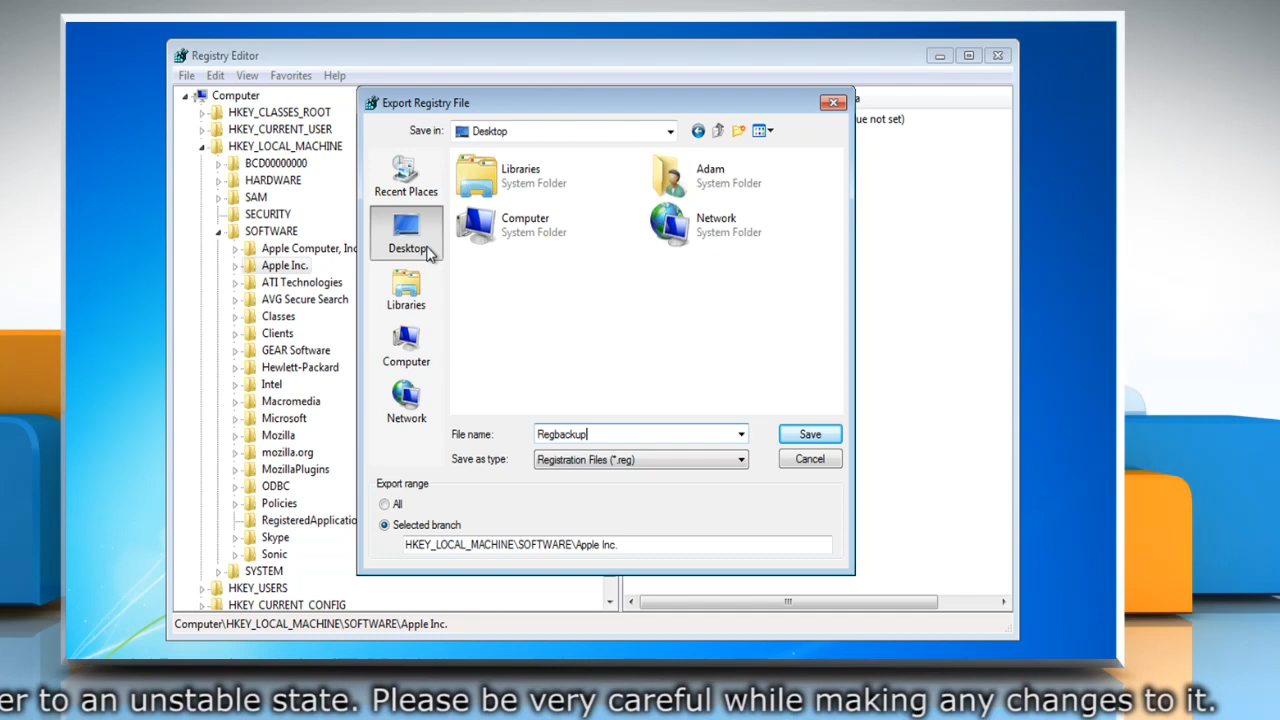 Registry Editor
File Edit View Favorites Help
Computer
HKEY_CLASSES_ROOT
HKEY_CURRENT_USER
HKEY_LOCAL_MACHINE
BCD00000000
HARDWARE
SAM
SECURITY
SOFTWARE
Apple Computer, Inc
Apple Inc.
ATI Technologies
AVG Secure Search
Classes
Clients
GEAR Software
Hewlett-Packard
Intel
Macromedia
Microsoft
Mozilla
mozilla.org
MozillaPlugins
ODBC
Policies
RegisteredApplicatio
Skype
Sonic
SYSTEM
HKEY_USERS
HKEY_CURRENT_CONFIG
a
ue not set)
Export Registry File
Save in: Desktop
Recent Places
Desktop
Libraries
Computer
Network
Libraries
System Folder
Adam
System Folder
Computer
System Folder
Network
System Folder
File name: Regbackup
Save
Save as type: Registration Files (*.reg)
Cancel
Export range
All
Selected branch
HKEY_LOCAL_MACHINE\SOFTWARE\Apple Inc.
Computer\HKEY_LOCAL_MACHINE\SOFTWARE\Apple Inc.
er to an unstable state. Please be very careful while making any changes to it.